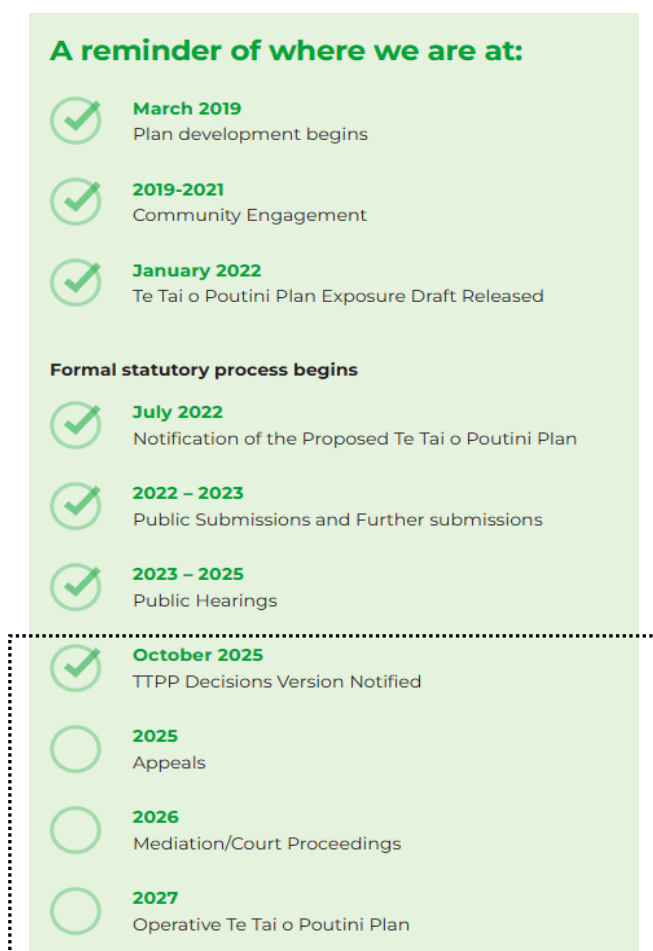 A reminder of where we are at:
March 2019
Plan development begins
2019-2021
Community Engagement
January 2022
Te Tai o Poutini Plan Exposure Draft Released
Formal statutory process begins
July 2022
Notification of the Proposed Te Tai o Poutini Plan
2022 – 2023
Public Submissions and Further submissions
2023 – 2025
Public Hearings
October 2025
TTPP Decisions Version Notified
2025
Appeals
2026
Mediation/Court Proceedings
2027
Operative Te Tai o Poutini Plan